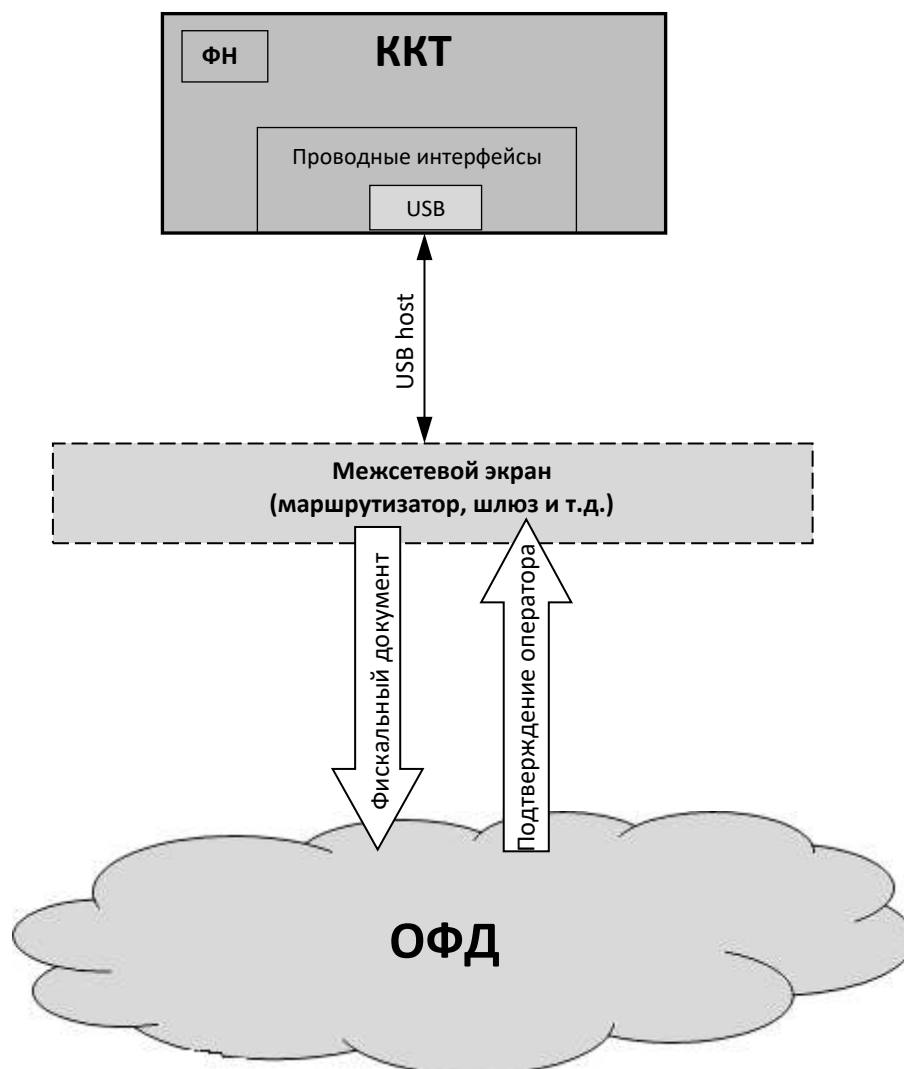 ФН
ККТ
Проводные интерфейсы
USB
USB host
Межсетевой экран
(маршрутизатор, шлюз и т.д.)
Фискальный документ
Подтверждение оператора
ОФД